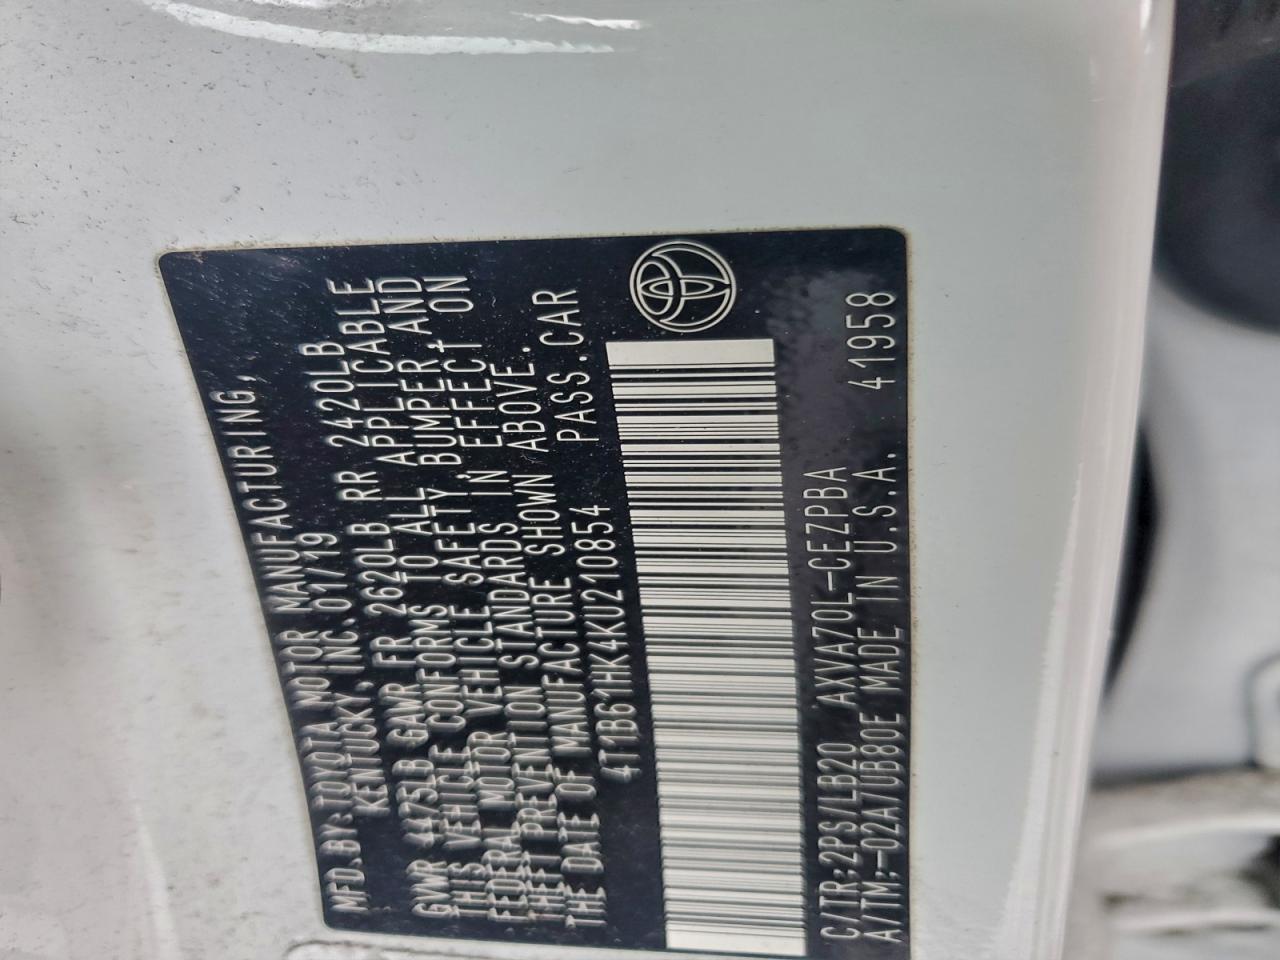 MFD.BY:TOYOTA MOTOR MANUFACTURING,
KENTUCKY, INC. 01/19
GVWR 4475LB GAWR FR 2620LB RR 2420LB
THIS VEHICLE CONFORMS TO ALL APPLICABLE
FEDERAL MOTOR VEHICLE SAFETY,BUMPER,AND
THEFT PREVENTION STANDARDS IN EFFECT ON
THE DATE OF MANUFACTURE SHOWN ABOVE.
4T1B61HK4KU210854 PASS.CAR
C/TR:2PS/LB20 AXVA70L-CEZPBA
A/TM:-02A/UB80E MADE IN U.S.A. 41958